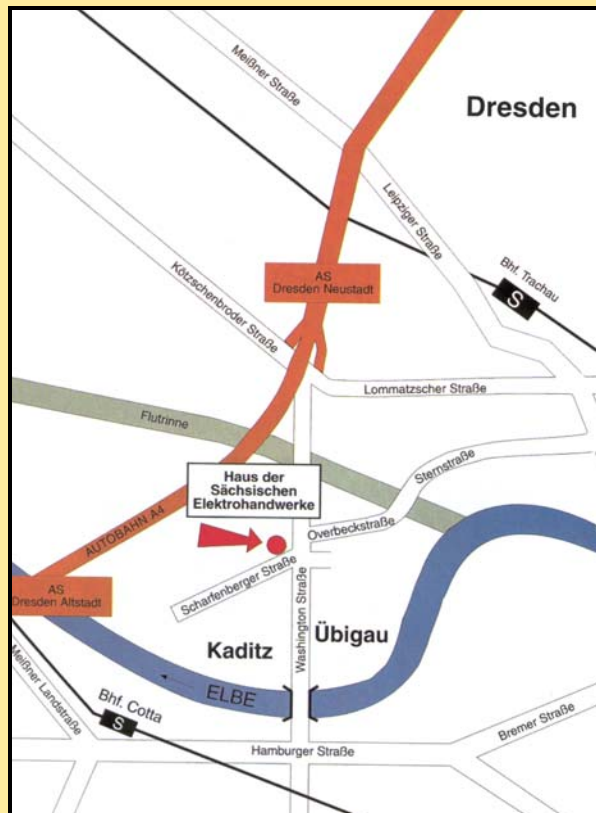 Meißner Straße
Dresden
Leipziger Straße
Bhf. Trachau
S
AS
Dresden Neustadt
Kötzschenbroder Straße
Lommatzscher Straße
Flutrinne
Sternstraße
Haus der
Sächsischen
Elektrohandwerke
AUTOBAHN A4
Overbeckstraße
Scharfenberger Straße
AS
Dresden Altstadt
Washington Straße
Kaditz
Übigau
Meißner Landstraße
ELBE
Bhf. Cotta
S
Bremer Straße
Hamburger Straße